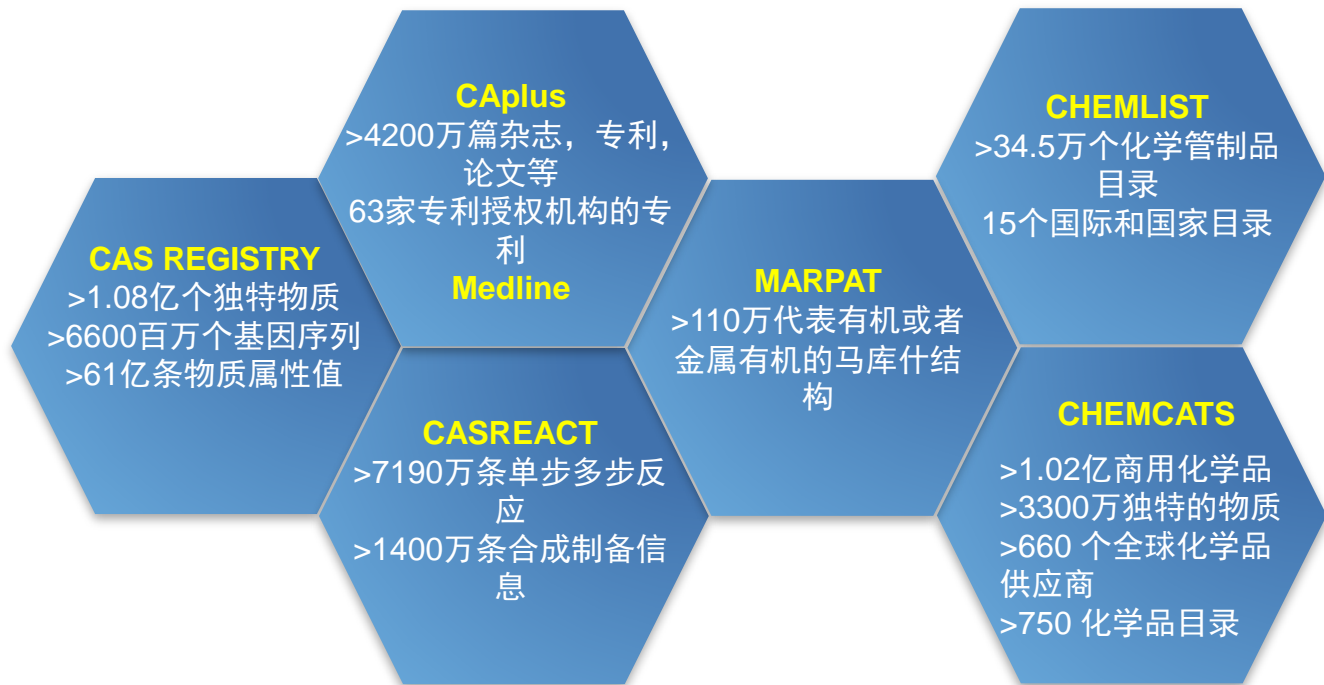 CAS REGISTRY
>1.08亿个独特物质
>6600百万个基因序列
>61亿条物质属性值
CAplus
>4200万篇杂志，专利，
论文等
63家专利授权机构的专
利
Medline
CASREACT
>7190万条单步多步反
应
>1400万条合成制备信
息
MARPAT
>110万代表有机或者
金属有机的马库什结
构
CHEMLIST
>34.5万个化学管制品
目录
15个国际和国家目录
CHEMCATS
>1.02亿商用化学品
>3300万独特的物质
>660 个全球化学品
供应商
>750 化学品目录